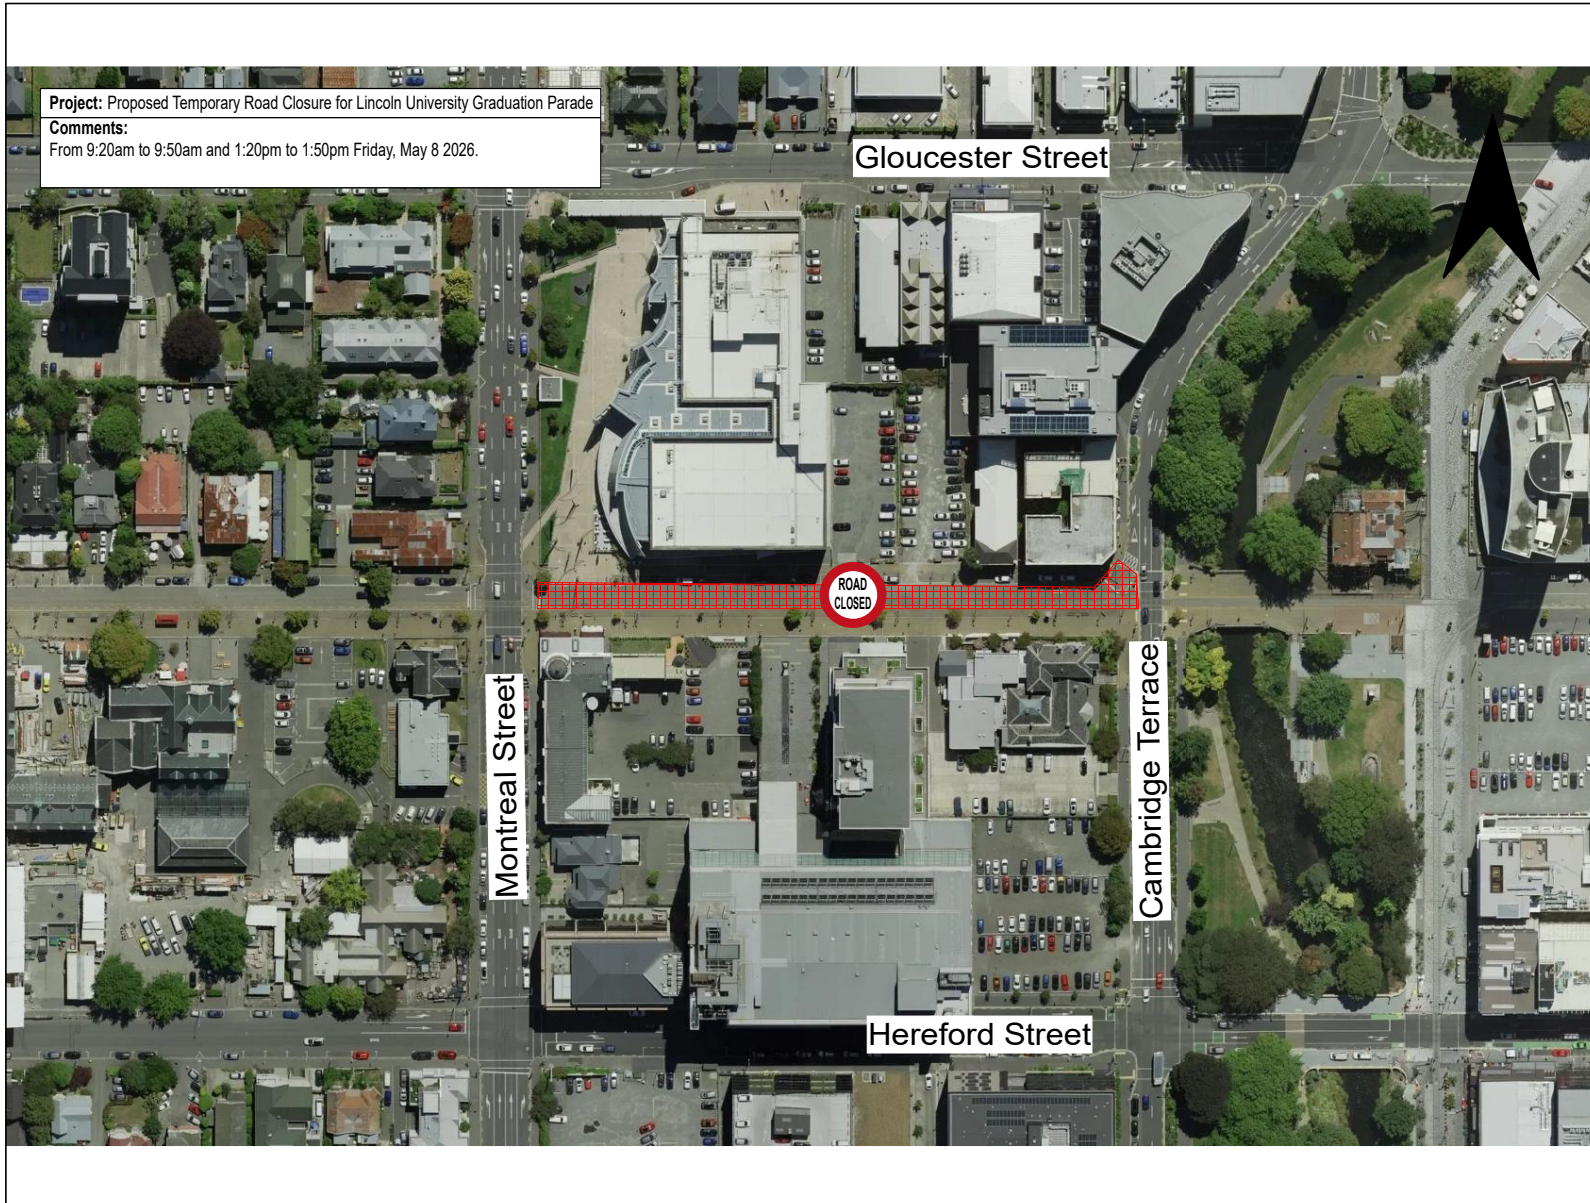 Project: Proposed Temporary Road Closure for Lincoln University Graduation Parade
Comments:
From 9:20am to 9:50am and 1:20pm to 1:50pm Friday, May 8 2026.
Gloucester Street
ROAD
CLOSED
Montreal Street
Cambridge Terrace
Hereford Street